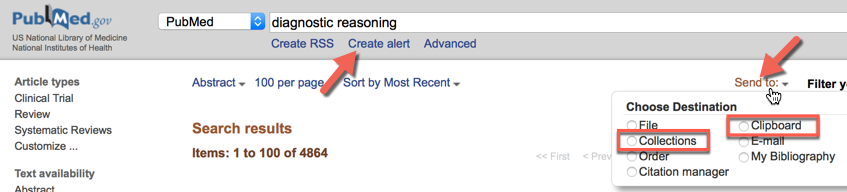 PubMed.gov
US National Library of Medicine
National Institutes of Health
PubMed
diagnostic reasoning
Create RSS Create alert Advanced
Article types
Clinical Trial
Review
Systematic Reviews
Customize ...
Text availability
Abstract
Abstract 100 per page Sort by Most Recent
Send to:
Filter y
Search results
Items: 1 to 100 of 4864
<< First < Prev
Choose Destination
File
Collections
Order
Citation manager
Clipboard
E-mail
My Bibliography